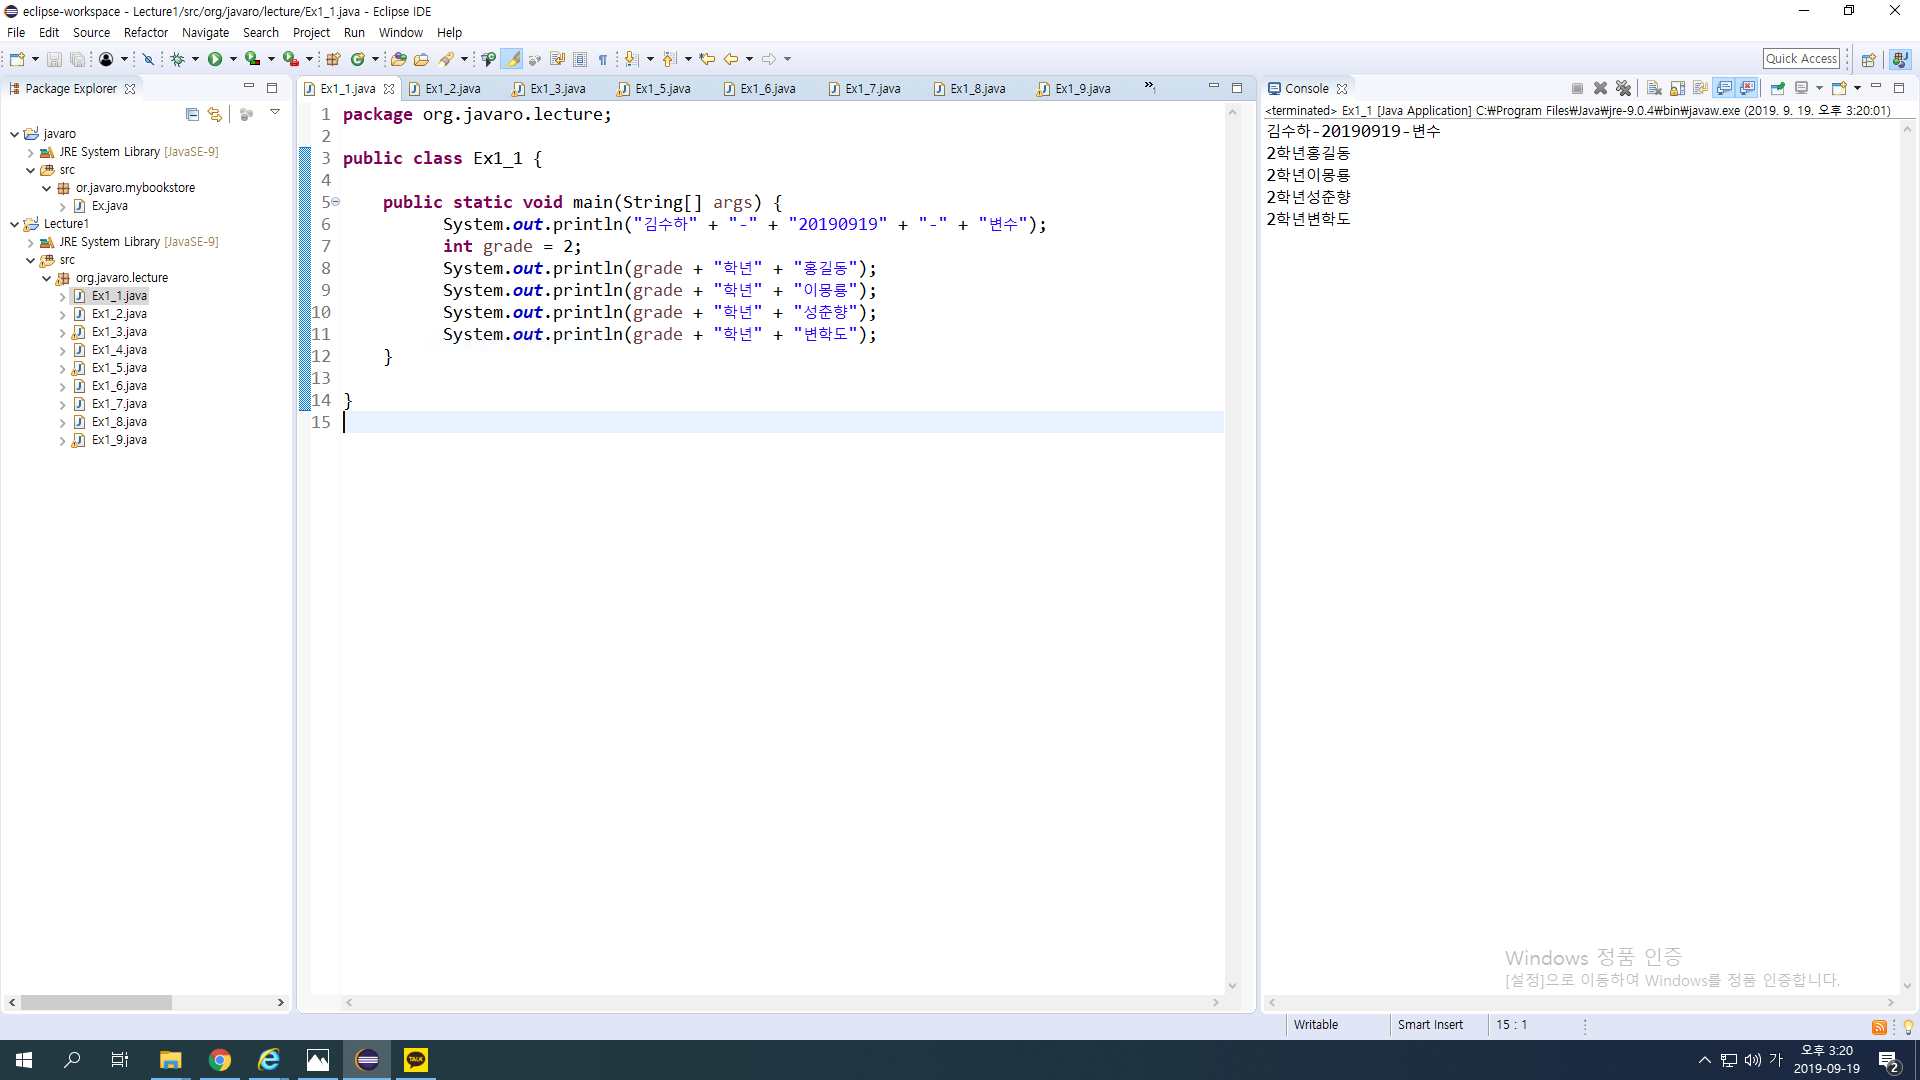 eclipse-workspace - Lecture1/src/org/javaro/lecture/Ex1_1.java - Eclipse IDE
File Edit Source Refactor Navigate Search Project Run Window Help
Quick Access
Package Explorer
javaro
JRE System Library [JavaSE-9]
src
or.javaro.mybookstore
Ex.java
Lecture1
JRE System Library [JavaSE-9]
src
org.javaro.lecture
Ex1_1.java
Ex1_2.java
Ex1_3.java
Ex1_4.java
Ex1_5.java
Ex1_6.java
Ex1_7.java
Ex1_8.java
Ex1_9.java
Ex1_1.java Ex1_2.java Ex1_3.java Ex1_5.java Ex1_6.java Ex1_7.java Ex1_8.java Ex1_9.java »1
1 package org.javaro.lecture;
2
3 public class Ex1_1 {
4
5 public static void main(String[] args) {
6 System.out.println("김수하" + "-" + "20190919" + "-" + "변수");
7 int grade = 2;
8 System.out.println(grade + "학년" + "홍길동");
9 System.out.println(grade + "학년" + "이몽룡");
10 System.out.println(grade + "학년" + "성춘향");
11 System.out.println(grade + "학년" + "변학도");
12 }
13
14 }
15
Console
<terminated> Ex1_1 [Java Application] C:₩Program Files₩Java₩jre-9.0.4₩bin₩javaw.exe (2019. 9. 19. 오후 3:20:01)
김수하-20190919-변수
2학년홍길동
2학년이몽룡
2학년성춘향
2학년변학도
Windows 정품 인증
[설정]으로 이동하여 Windows를 정품 인증합니다.
Writable Smart Insert 15 : 1
TALK
가
오후 3:20
2019-09-19
2